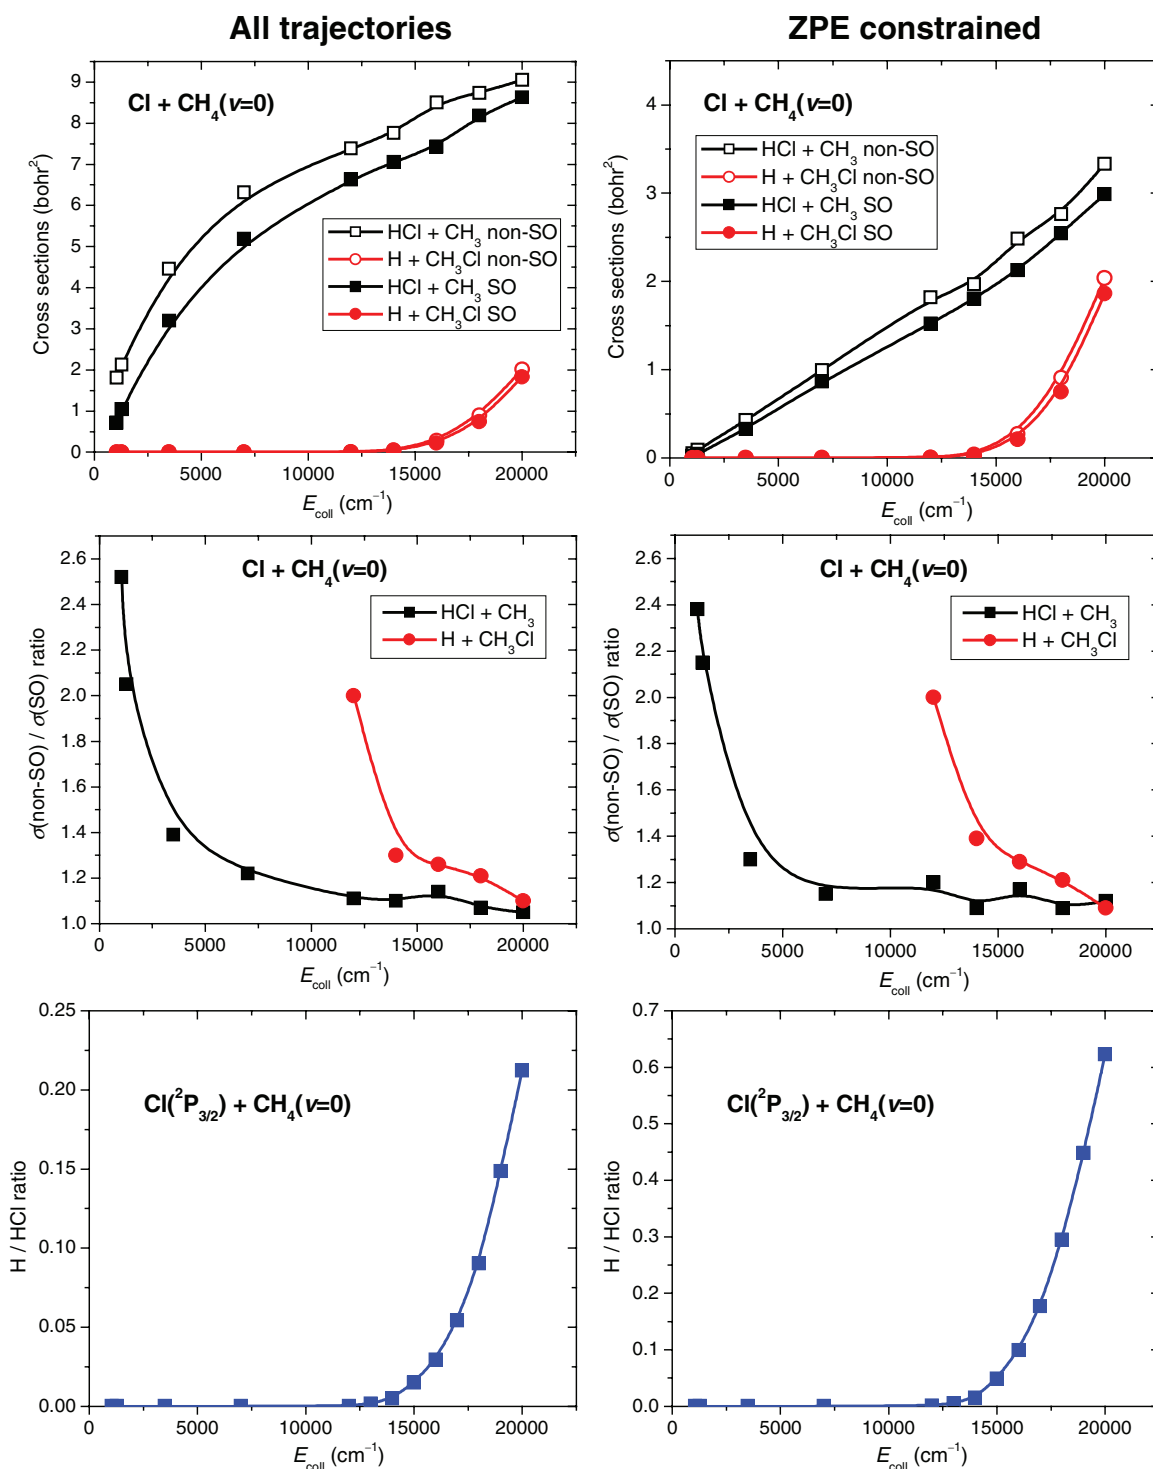 All trajectories
ZPE constrained
Cl + CH4(v=0)
HCl + CH3 non-SO
H + CH3Cl non-SO
HCl + CH3 SO
H + CH3Cl SO
Cross sections (bohr²)
9
8
7
6
5
4
3
2
1
0
0 5000 10000 15000 20000
Ecoll (cm⁻¹)
Cl + CH4(v=0)
HCl + CH3 non-SO
H + CH3Cl non-SO
HCl + CH3 SO
H + CH3Cl SO
Cross sections (bohr²)
4
3
2
1
0
0 5000 10000 15000 20000
Ecoll (cm⁻¹)
Cl + CH4(v=0)
HCl + CH3
H + CH3Cl
σ(non-SO) / σ(SO) ratio
2.6
2.4
2.2
2.0
1.8
1.6
1.4
1.2
1.0
0 5000 10000 15000 20000
Ecoll (cm⁻¹)
Cl + CH4(v=0)
HCl + CH3
H + CH3Cl
σ(non-SO) / σ(SO) ratio
2.6
2.4
2.2
2.0
1.8
1.6
1.4
1.2
1.0
0 5000 10000 15000 20000
Ecoll (cm⁻¹)
Cl(²P3/2) + CH4(v=0)
H / HCl ratio
0.25
0.20
0.15
0.10
0.05
0.00
0 5000 10000 15000 20000
Ecoll (cm⁻¹)
Cl(²P3/2) + CH4(v=0)
H / HCl ratio
0.7
0.6
0.5
0.4
0.3
0.2
0.1
0.0
0 5000 10000 15000 20000
Ecoll (cm⁻¹)